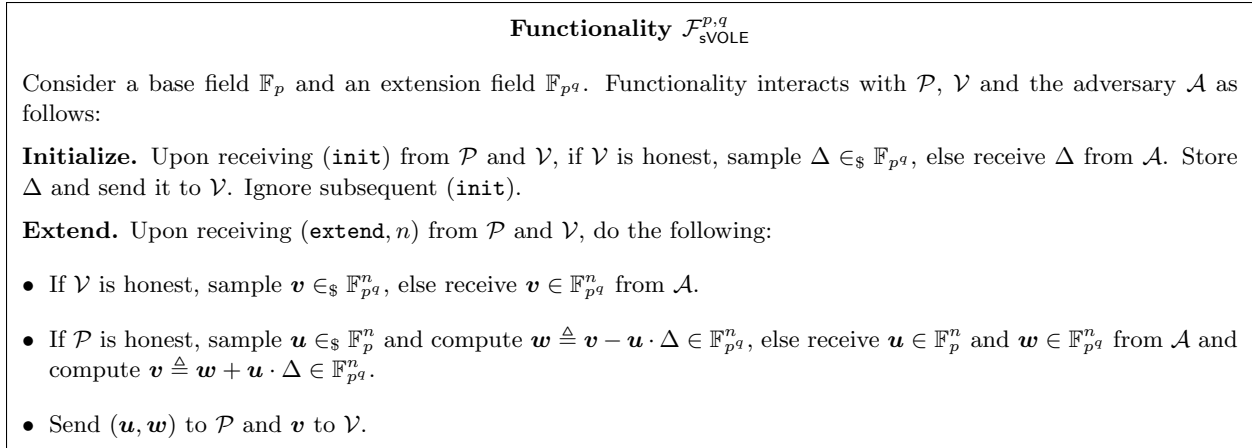 Functionality $\mathcal{F}_{\mathsf{sVOLE}}^{p,q}$
Consider a base field $\mathbb{F}_p$ and an extension field $\mathbb{F}_{p^q}$. Functionality interacts with $\mathcal{P}$, $\mathcal{V}$ and the adversary $\mathcal{A}$ as
follows:
Initialize. Upon receiving (init) from $\mathcal{P}$ and $\mathcal{V}$, if $\mathcal{V}$ is honest, sample $\Delta \in_\$ \mathbb{F}_{p^q}$, else receive $\Delta$ from $\mathcal{A}$. Store
$\Delta$ and send it to $\mathcal{V}$. Ignore subsequent (init).
Extend. Upon receiving (extend, $n$) from $\mathcal{P}$ and $\mathcal{V}$, do the following:
• If $\mathcal{V}$ is honest, sample $\boldsymbol{v} \in_\$ \mathbb{F}_{p^q}^n$, else receive $\boldsymbol{v} \in \mathbb{F}_{p^q}^n$ from $\mathcal{A}$.
• If $\mathcal{P}$ is honest, sample $\boldsymbol{u} \in_\$ \mathbb{F}_p^n$ and compute $\boldsymbol{w} \triangleq \boldsymbol{v} - \boldsymbol{u} \cdot \Delta \in \mathbb{F}_{p^q}^n$, else receive $\boldsymbol{u} \in \mathbb{F}_p^n$ and $\boldsymbol{w} \in \mathbb{F}_{p^q}^n$ from $\mathcal{A}$ and
compute $\boldsymbol{v} \triangleq \boldsymbol{w} + \boldsymbol{u} \cdot \Delta \in \mathbb{F}_{p^q}^n$.
• Send $(\boldsymbol{u}, \boldsymbol{w})$ to $\mathcal{P}$ and $\boldsymbol{v}$ to $\mathcal{V}$.